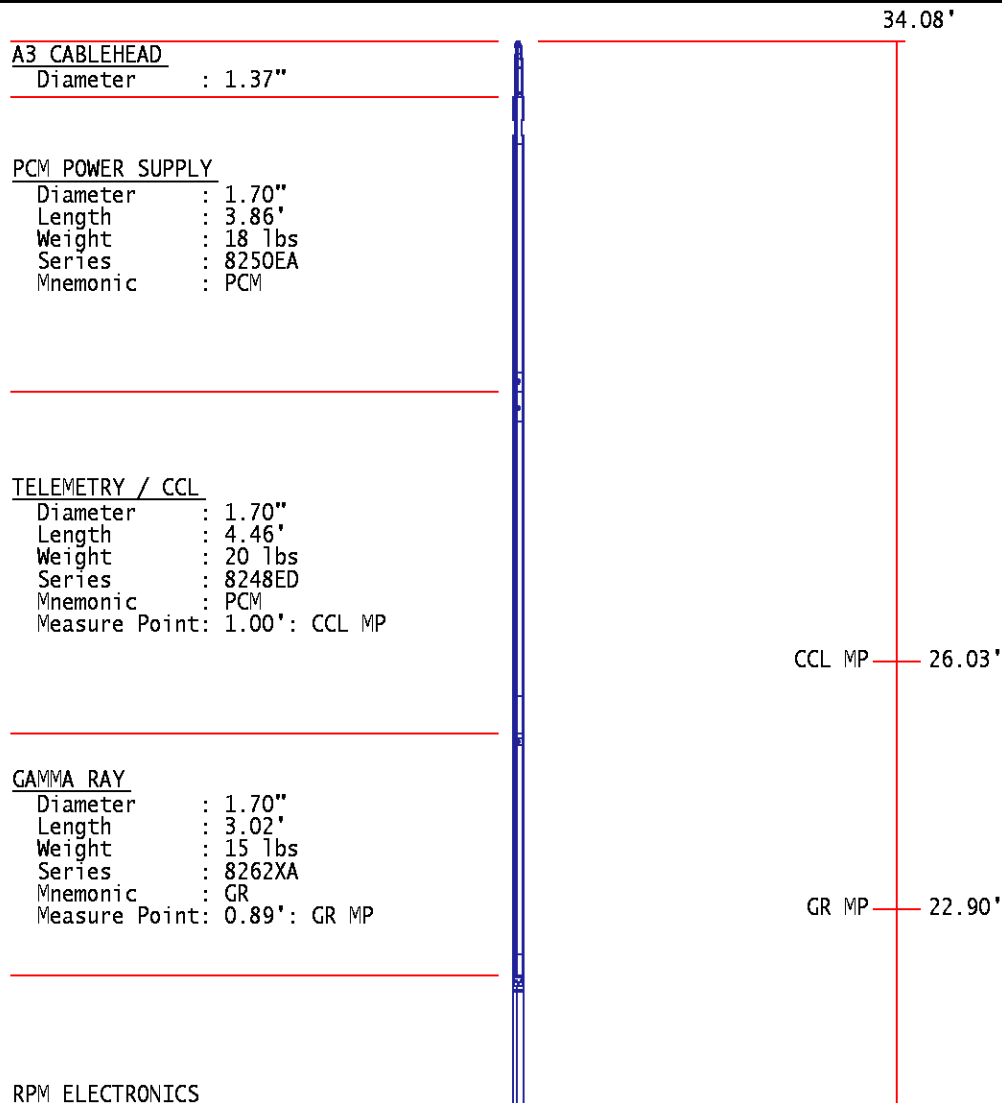 34.08'
A3 CABLEHEAD
Diameter : 1.37"
PCM POWER SUPPLY
Diameter : 1.70"
Length : 3.86'
Weight : 18 lbs
Series : 8250EA
Mnemonic : PCM
TELEMETRY / CCL
Diameter : 1.70"
Length : 4.46'
Weight : 20 lbs
Series : 8248ED
Mnemonic : PCM
Measure Point: 1.00': CCL MP
CCL MP 26.03'
GAMMA RAY
Diameter : 1.70"
Length : 3.02'
Weight : 15 lbs
Series : 8262XA
Mnemonic : GR
Measure Point: 0.89': GR MP
GR MP 22.90'
RPM ELECTRONICS